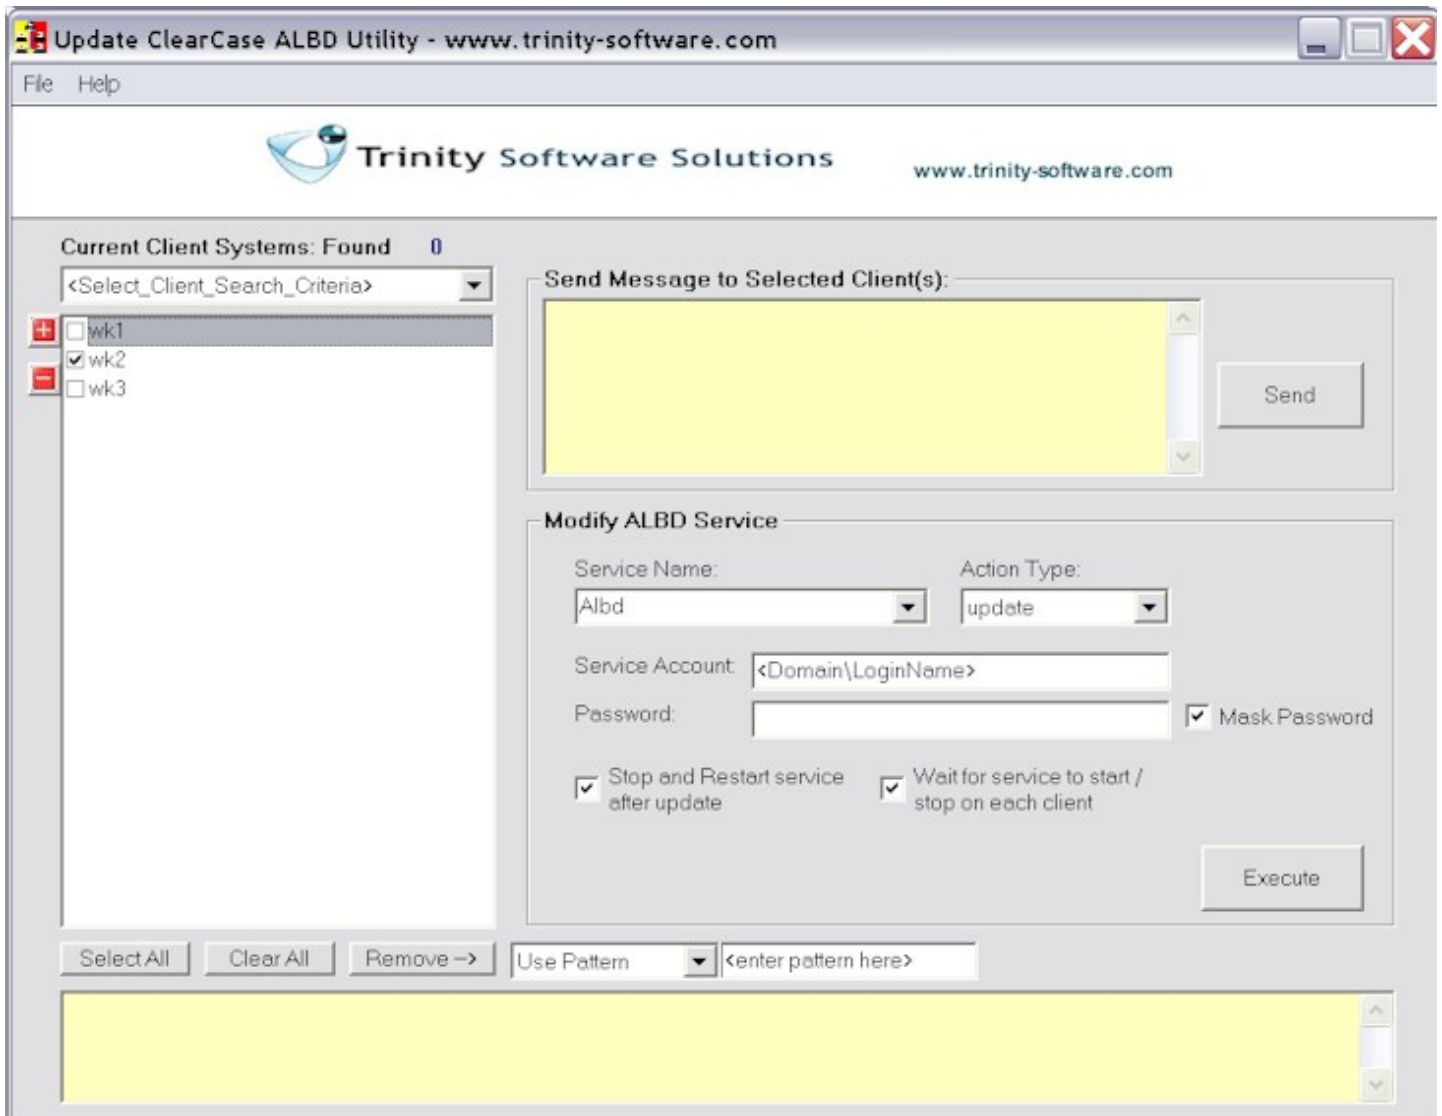 Update ClearCase ALBD Utility - www.trinity-software.com
File Help
Trinity Software Solutions
www.trinity-software.com
Current Client Systems: Found 0
<Select_Client_Search_Criteria>
wk1
wk2
wk3
Send Message to Selected Client(s):
Send
Modify ALBD Service
Service Name:
Action Type:
Albd
update
Service Account:
<Domain\LoginName>
Password:
Mask Password
Stop and Restart service
after update
Wait for service to start /
stop on each client
Execute
Select All
Clear All
Remove -->
Use Pattern
<enter pattern here>